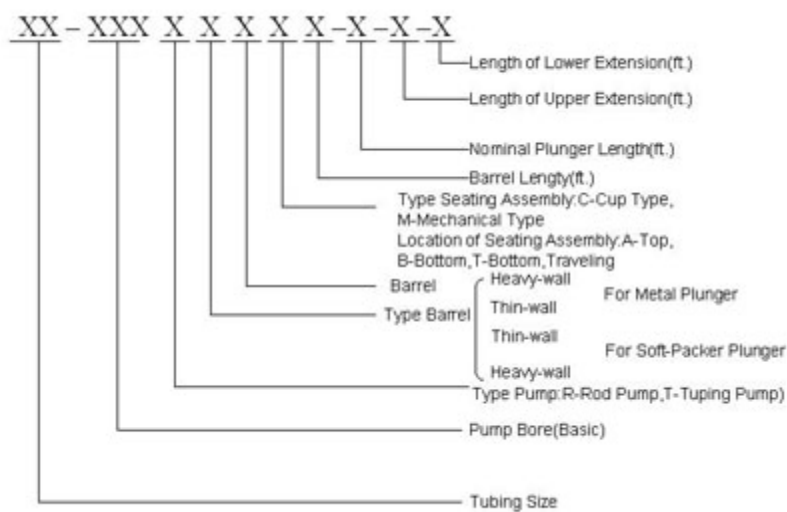 XX-XXX X X X X X-X-X-X
Length of Lower Extension(ft.)
Length of Upper Extension(ft.)
Nominal Plunger Length(ft.)
Barrel Lengty(ft.)
Type Seating Assembly:C-Cup Type,
M-Mechanical Type
Location of Seating Assembly:A-Top,
B-Bottom,T-Bottom,Traveling
Barrel
Heavy-wall
For Metal Plunger
Type Barrel
Thin-wall
Thin-wall
For Soft-Packer Plunger
Heavy-wall
Type Pump:R-Rod Pump,T-Tuping Pump)
Pump Bore(Basic)
Tubing Size